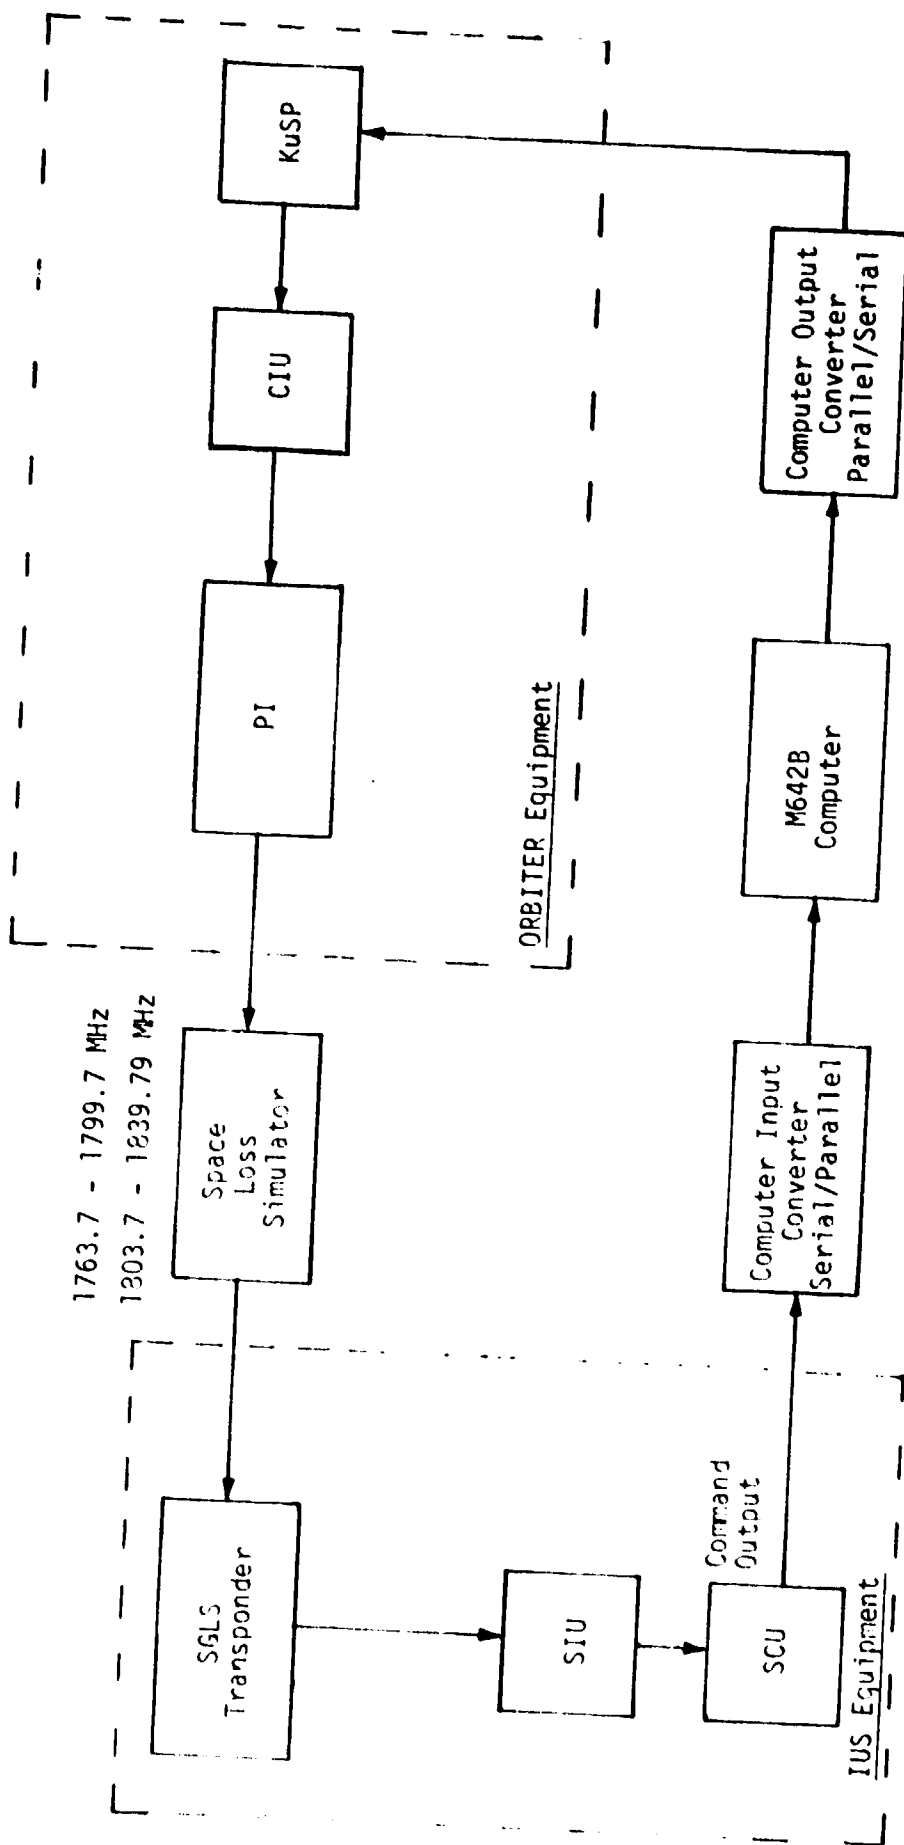 1763.7 - 1799.7 MHz
1803.7 - 1839.79 MHz
SGLS
Transponder
Space
Loss
Simulator
PI
CIU
KuSP
ORBITER Equipment
SIU
SCU
Command
Output
IUS Equipment
Computer Input
Converter
Serial/Parallel
M642B
Computer
Computer Output
Converter
Parallel/Serial